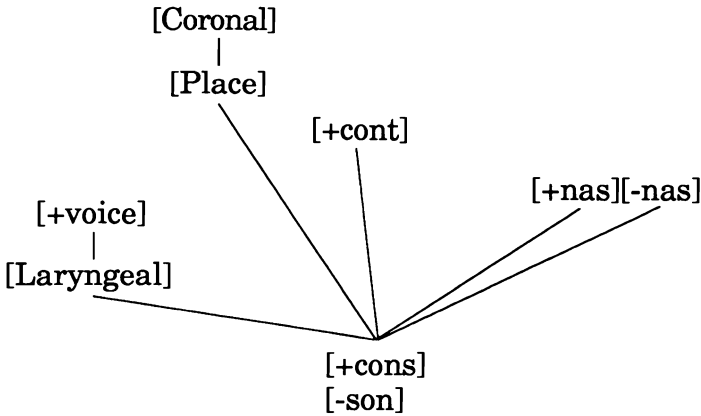 [Coronal]
[Place]
[+cont]
[+nas][-nas]
[+voice]
[Laryngeal]
[+cons]
[-son]